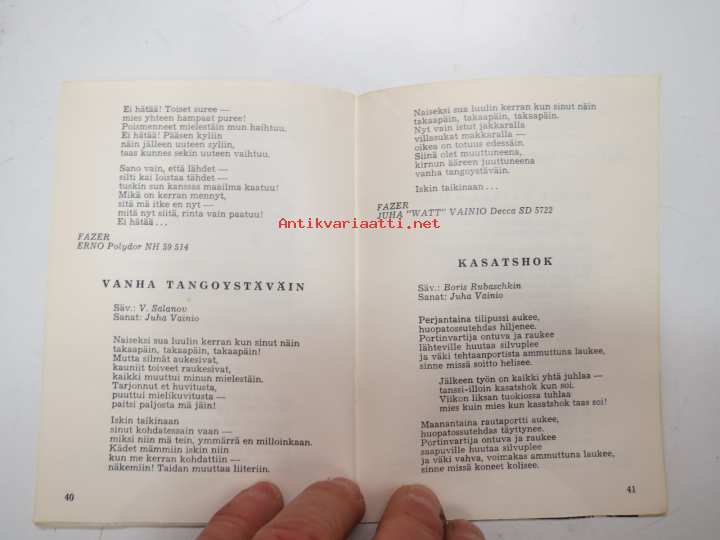 Ei hätää! Toiset suree —
mies yhteen hampaat puree!
Poismenneet mielestäin mun haihtuu.
Ei hätää! Pääsen kyliin
näin jälleen uuteen syliin,
taas kunnes sekin uuteen vaihtuu.
Sano vain, että lähdet —
silti kai loistaa tähdet —
tuskin sun kanssas maailma kaatuu!
Mikä on kerran mennyt,
sitä mä itke en nyt —
mitä nyt siitä, rinta vain paatuu!
Ei hätää . . .
FAZER
ERNO Polydor NH 59 514
VANHA TANGOYSTÄVÄIN
Säv.: V. Salanov
Sanat: Juha Vainio
Naiseksi sua luulin kerran kun sinut näin
takaapäin, takaapäin, takaapäin!
Mutta silmät aukesivat,
kauniit toiveet raukesivat,
kaikki muuttui minun mielestäin.
Tarjonnut et huvitusta,
puuttui mielikuvitusta —
paitsi paljosta mä jäin!
Iskin taikinaan
sinut kohdatessain vaan —
miksi niin mä tein, ymmärrä en milloinkaan.
Kädet mämmiin iskin niin
kun me kerran kohdattiin —
näkemiin! Taidan muuttaa liiteriin.
40
Naiseksi sua luulin kerran kun sinut näin
takaapäin, takaapäin, takaapäin.
Nyt vain istut jakkaralla
villasukat makkaralla —
oikea on totuus edessäin.
Siinä olet muuttuneena,
kirnun ääreen juuttuneena
vanha tangoystäväin.
Iskin taikinaan . . .
FAZER
JUHA "WATT" VAINIO Decca SD 5722
Antikvariaatti.net
KASATSHOK
Säv.: Boris Rubaschkin
Sanat: Juha Vainio
Perjantaina tilipussi aukee,
huopatossutehdas hiljenee.
Portinvartija ontuva ja raukee
lähteville huutaa silvuplee
ja väki tehtaanportista ammuttuna laukee,
sinne missä soitto helisee.
Jälkeen työn on kaikki yhtä juhlaa —
tanssi-illoin kasatshok kun soi.
Viikon liksan tuokiossa tuhlaa
mies kuin mies kun kasatshok taas soi!
Maanantaina rautaportti aukee,
huopatossutehdas täyttynee.
Portinvartija ontuva ja raukee
saapuville huutaa silvuplee
ja väki vahva, voimakas ammuttuna laukee,
sinne missä koneet kolisee.
41